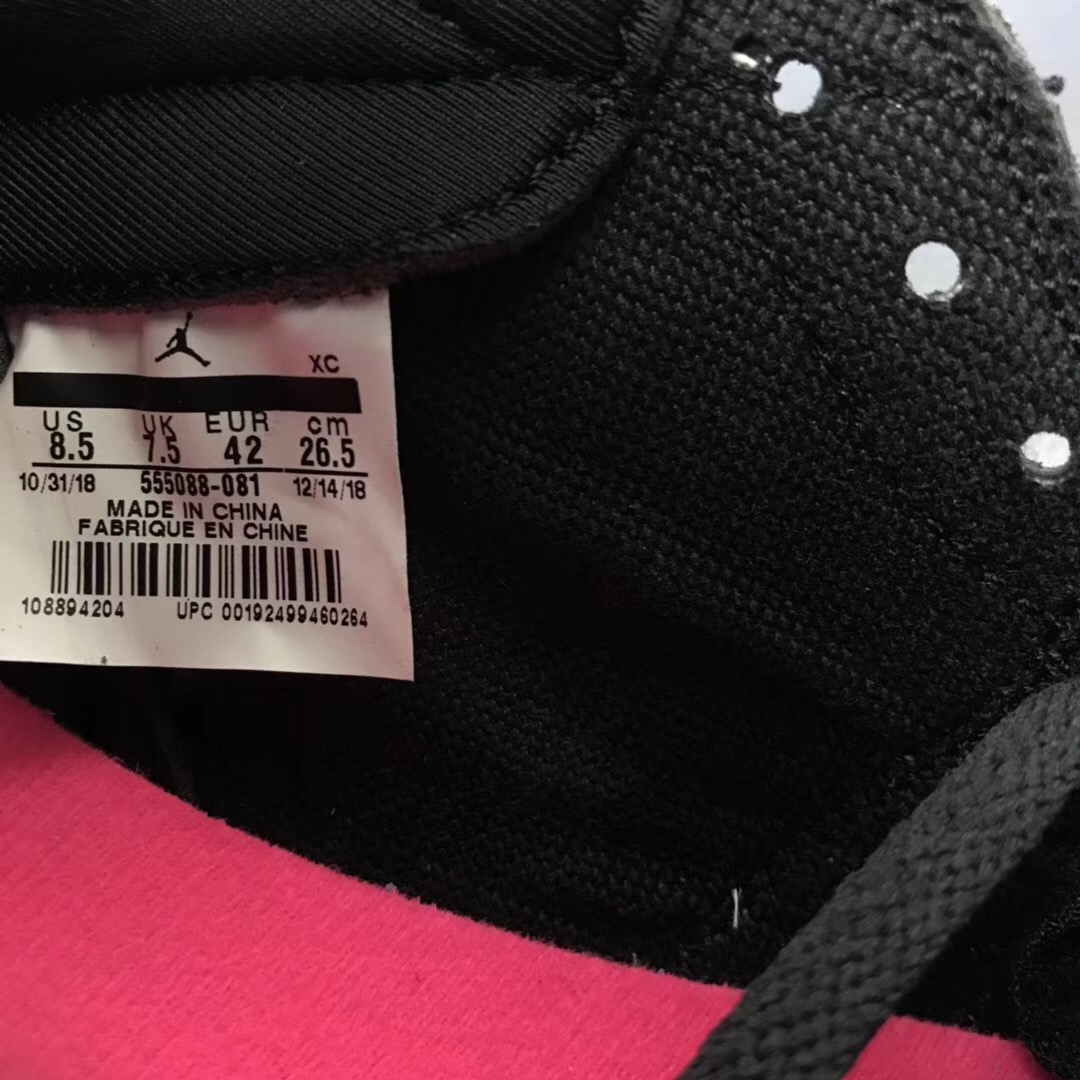 XC
US UK EUR cm
8.5 7.5 42 26.5
10/31/18 555088-081 12/14/18
MADE IN CHINA
FABRIQUE EN CHINE
108894204 UPC 00192499460264